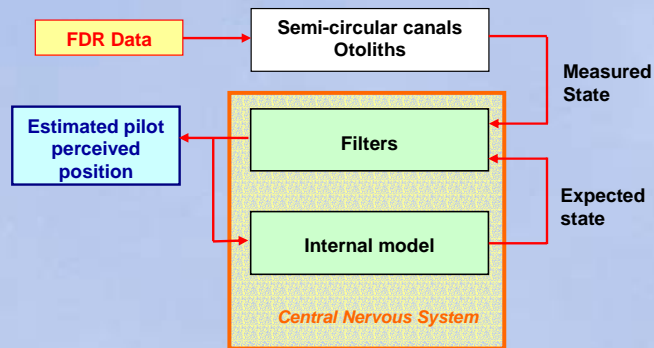 FDR Data
Semi-circular canals
Otoliths
Measured
State
Estimated pilot
perceived
position
Filters
Expected
state
Internal model
Central Nervous System